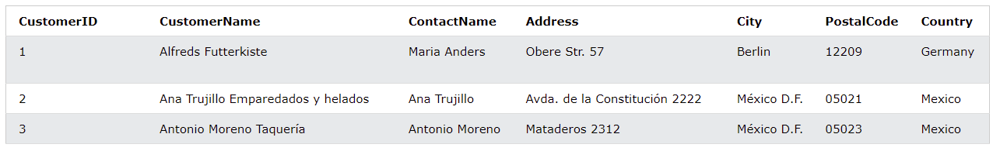 CustomerID CustomerName ContactName Address City PostalCode Country
1 Alfreds Futterkiste Maria Anders Obere Str. 57 Berlin 12209 Germany
2 Ana Trujillo Emparedados y helados Ana Trujillo Avda. de la Constitución 2222 México D.F. 05021 Mexico
3 Antonio Moreno Taquería Antonio Moreno Mataderos 2312 México D.F. 05023 Mexico